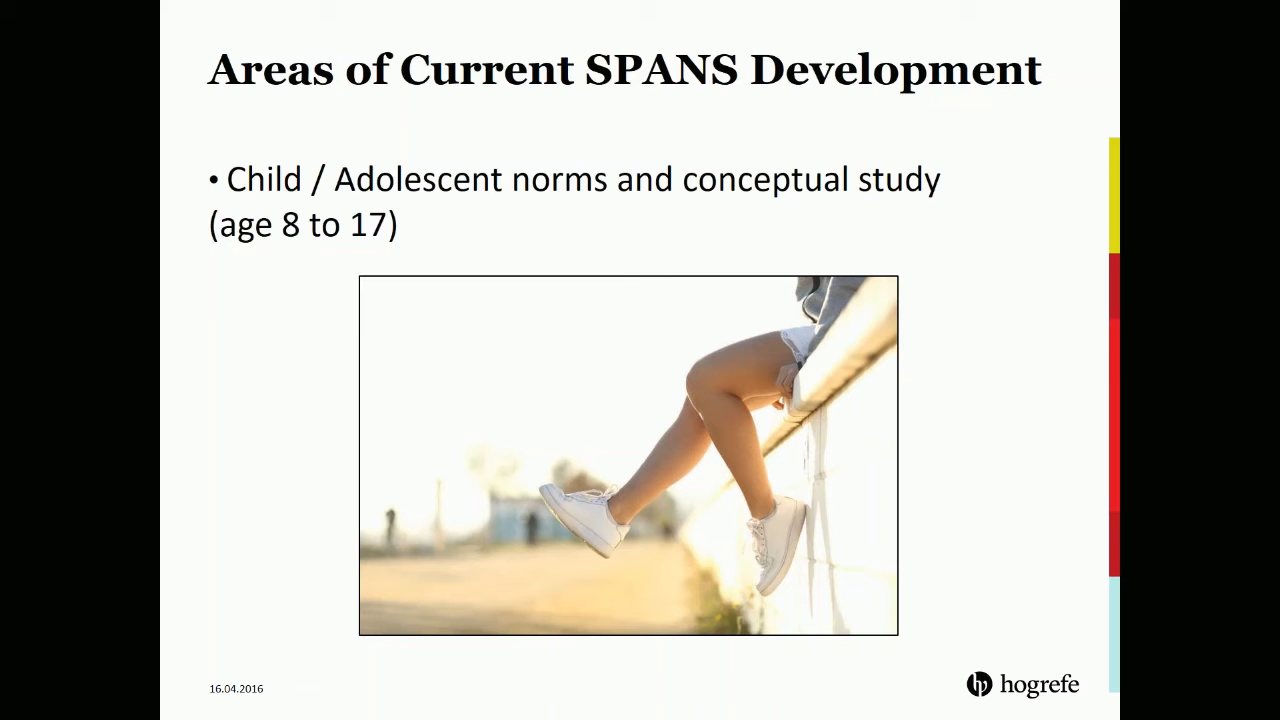 Areas of Current SPANS Development
• Child / Adolescent norms and conceptual study
(age 8 to 17)
16.04.2016
hogrefe